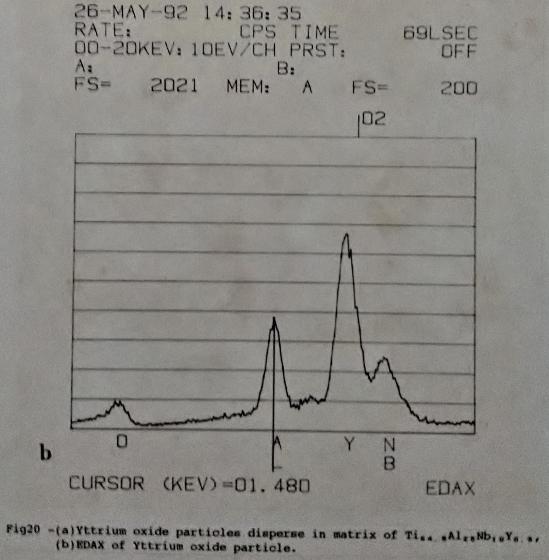 26-MAY-92 14:36:35
RATE: CPS TIME 69LSEC
00-20KEV:10EV/CH PRST: OFF
A: B:
FS= 2021 MEM: A FS= 200
02
O A Y N
L B
b
CURSOR (KEV)=01.480 EDAX
Fig20 -(a)Yttrium oxide particles disperse in matrix of
(b)EDAX of Yttrium oxide particle.